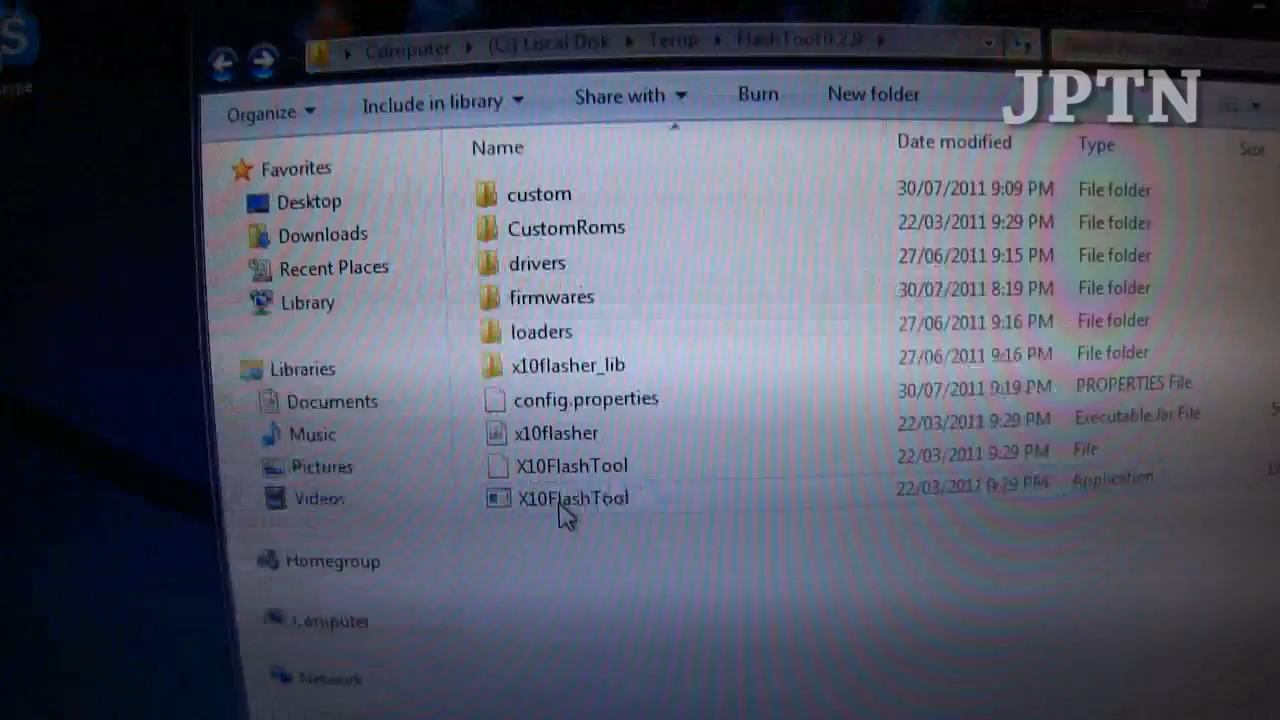 Computer (C:) Local Disk Temp FlashTool 0.2.9
JPTN
Organize Include in library Share with Burn New folder
Name Date modified Type Size
Favorites
Desktop
Downloads
Recent Places
Library
Libraries
Documents
Music
Pictures
Videos
Homegroup
Computer
Network
custom 30/07/2011 9:09 PM File folder
CustomRoms 22/03/2011 9:29 PM File folder
drivers 27/06/2011 9:15 PM File folder
firmwares 30/07/2011 8:19 PM File folder
loaders 27/06/2011 9:16 PM File folder
x10flasher_lib 27/06/2011 9:16 PM File folder
config.properties 30/07/2011 9:19 PM PROPERTIES File
x10flasher 22/03/2011 9:29 PM Executable Jar File
X10FlashTool 22/03/2011 9:29 PM File
X10FlashTool 22/03/2011 9:29 PM Application